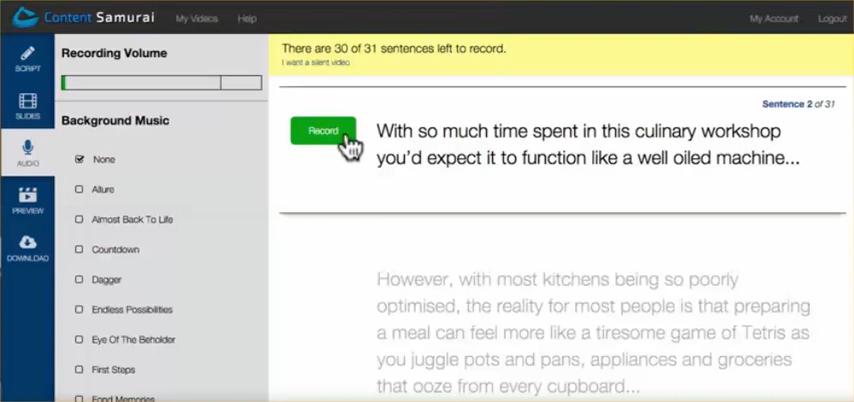 Content Samurai My Videos Help My Account Logout
SCRIPT
SLIDES
AUDIO
PREVIEW
DOWNLOAD
Recording Volume
Background Music
None
Allure
Almost Back To Life
Countdown
Dagger
Endless Possibilities
Eye Of The Beholder
First Steps
Fond Memories
There are 30 of 31 sentences left to record.
I want a silent video
Sentence 2 of 31
Record
With so much time spent in this culinary workshop
you'd expect it to function like a well oiled machine...
However, with most kitchens being so poorly
optimised, the reality for most people is that preparing
a meal can feel more like a tiresome game of Tetris as
you juggle pots and pans, appliances and groceries
that ooze from every cupboard...